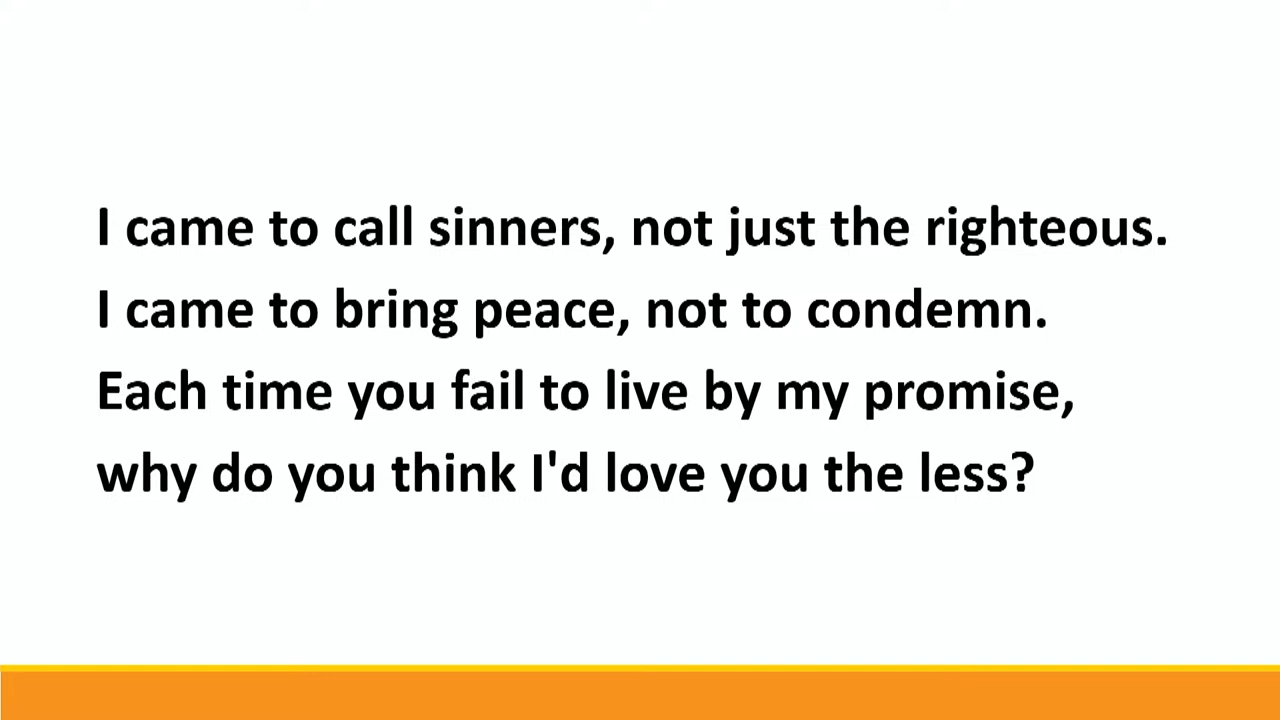 I came to call sinners, not just the righteous.
I came to bring peace, not to condemn.
Each time you fail to live by my promise,
why do you think I'd love you the less?